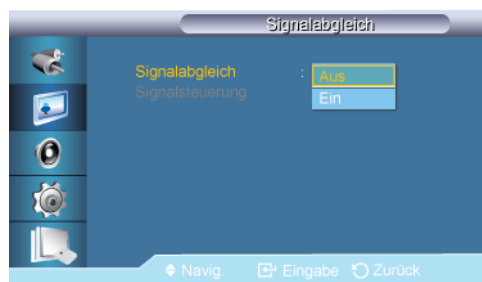 Signalabgleich
Signalabgleich : Aus
Signalsteuerung Ein
Navig. Eingabe Zurück